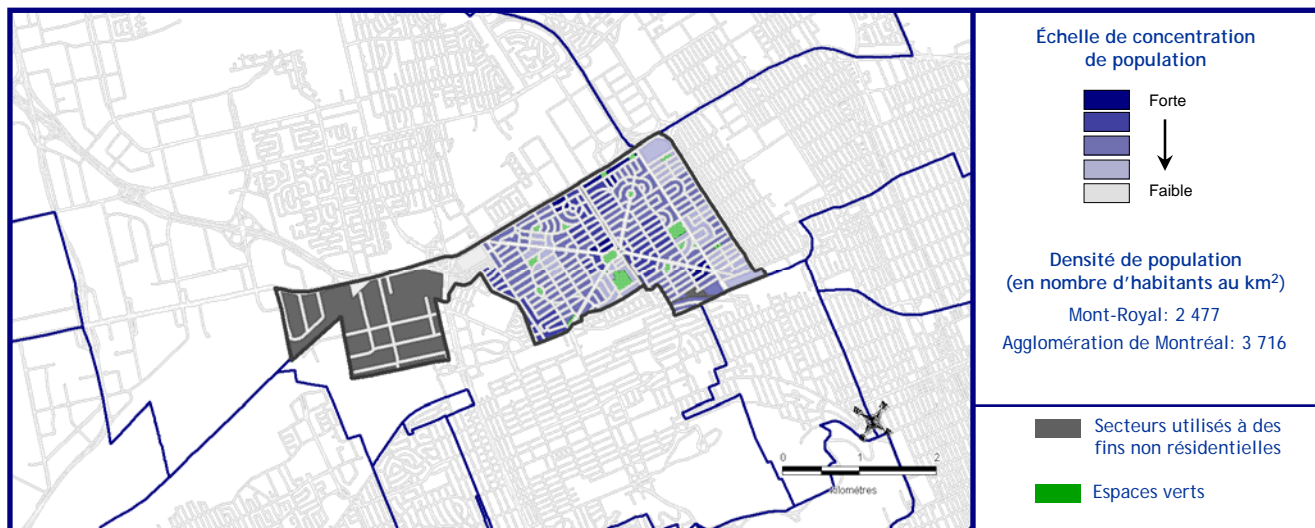 Échelle de concentration
de population
Forte
Faible
Densité de population
(en nombre d'habitants au km²)
Mont-Royal: 2 477
Agglomération de Montréal: 3 716
Secteurs utilisés à des
fins non résidentielles
Espaces verts
0 1 2
kilomètres